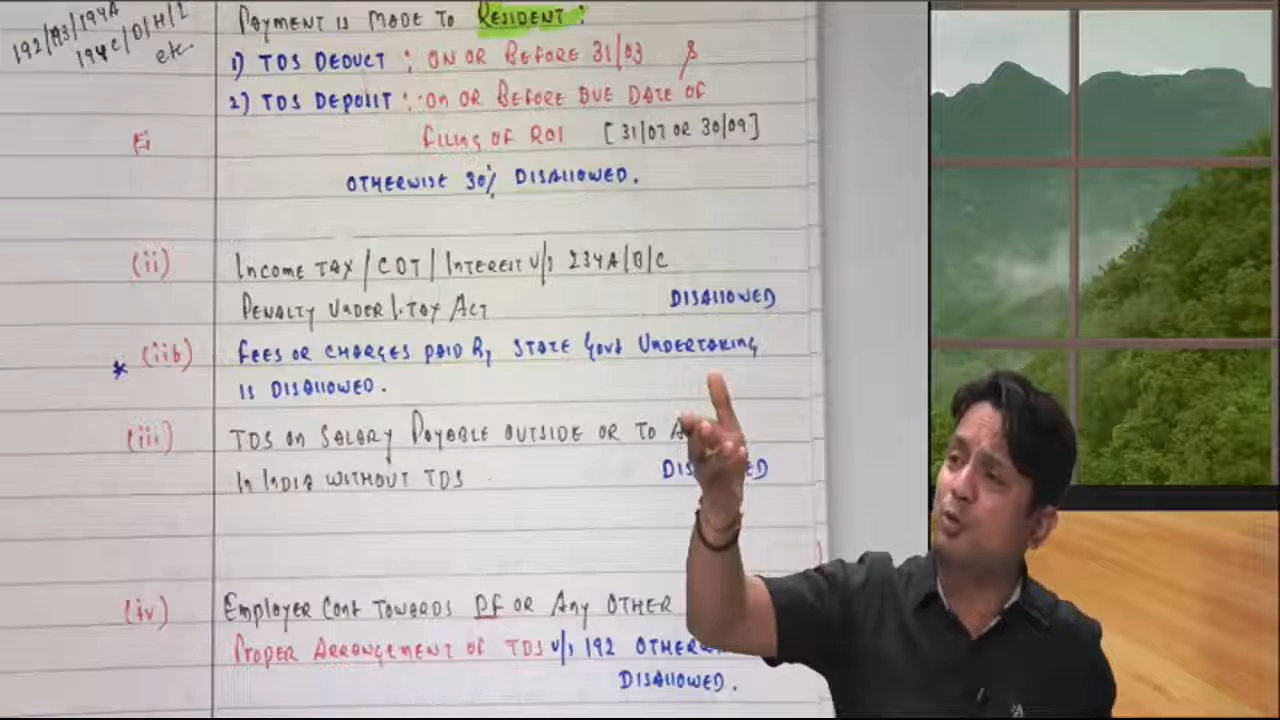 192/A3/194A
194C/D/H/I
etc
PAYMENT IS MADE TO RESIDENT:
1) TDS DEDUCT : ON OR BEFORE 31/03 &
2) TDS DEPOSIT : ON OR BEFORE DUE DATE OF
FILING OF ROI [31/07 OR 30/09]
OTHERWISE 30% DISALLOWED.
(ii) INCOME TAX / CDT / INTEREST U/S 234A/B/C
PENALTY UNDER I.TAX ACT DISALLOWED
* (iib) FEES OR CHARGES PAID By STATE GOVT UNDERTAKING
IS DISALLOWED.
(iii) TDS ON SALARY PAYABLE OUTSIDE OR TO
IN INDIA WITHOUT TDS
(iv) EMPLOYER CONT TOWARDS PF OR ANY OTHER
PROPER ARRANGEMENT OF TDS U/S 192
DISALLOWED.